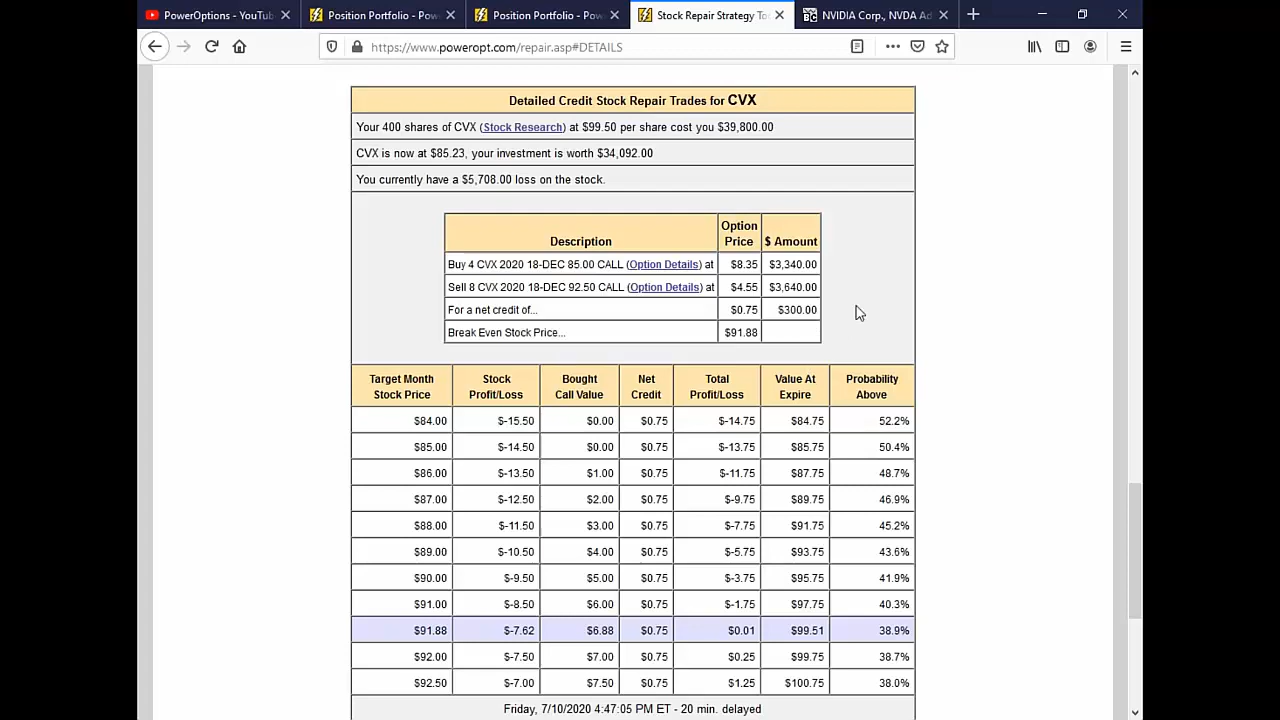 PowerOptions - YouTu
Position Portfolio - Pow
Position Portfolio - Pow
Stock Repair Strategy To
NVIDIA Corp., NVDA Ad
https://www.poweropt.com/repair.asp#DETAILS
Detailed Credit Stock Repair Trades for CVX
Your 400 shares of CVX (Stock Research) at $99.50 per share cost you $39,800.00
CVX is now at $85.23, your investment is worth $34,092.00
You currently have a $5,708.00 loss on the stock.
Description Option Price $ Amount
Buy 4 CVX 2020 18-DEC 85.00 CALL (Option Details) at $8.35 $3,340.00
Sell 8 CVX 2020 18-DEC 92.50 CALL (Option Details) at $4.55 $3,640.00
For a net credit of... $0.75 $300.00
Break Even Stock Price... $91.88
Target Month Stock Price Stock Profit/Loss Bought Call Value Net Credit Total Profit/Loss Value At Expire Probability Above
$84.00 $-15.50 $0.00 $0.75 $-14.75 $84.75 52.2%
$85.00 $-14.50 $0.00 $0.75 $-13.75 $85.75 50.4%
$86.00 $-13.50 $1.00 $0.75 $-11.75 $87.75 48.7%
$87.00 $-12.50 $2.00 $0.75 $-9.75 $89.75 46.9%
$88.00 $-11.50 $3.00 $0.75 $-7.75 $91.75 45.2%
$89.00 $-10.50 $4.00 $0.75 $-5.75 $93.75 43.6%
$90.00 $-9.50 $5.00 $0.75 $-3.75 $95.75 41.9%
$91.00 $-8.50 $6.00 $0.75 $-1.75 $97.75 40.3%
$91.88 $-7.62 $6.88 $0.75 $0.01 $99.51 38.9%
$92.00 $-7.50 $7.00 $0.75 $0.25 $99.75 38.7%
$92.50 $-7.00 $7.50 $0.75 $1.25 $100.75 38.0%
Friday, 7/10/2020 4:47:05 PM ET - 20 min. delayed